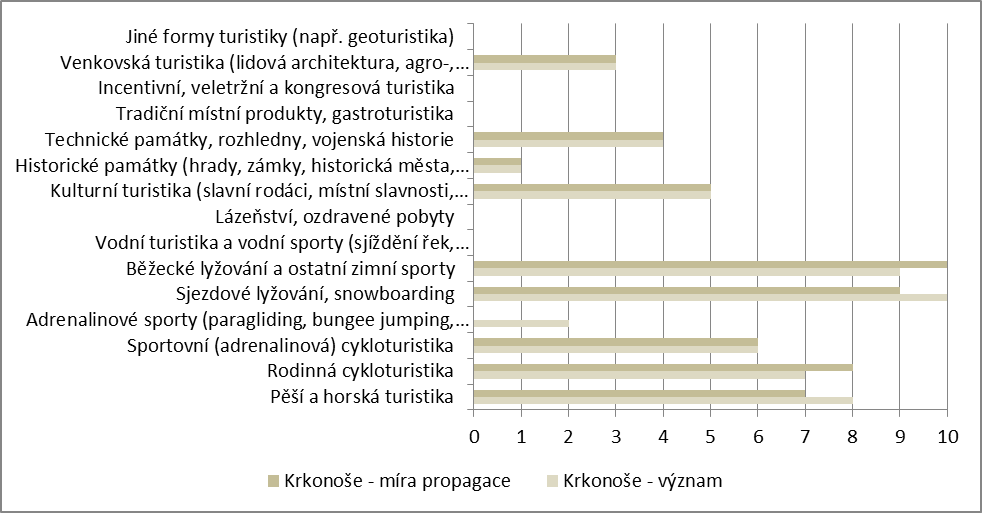 Jiné formy turistiky (např. geoturistika)
Venkovská turistika (lidová architektura, agro-,...
Incentivní, veletržní a kongresová turistika
Tradiční místní produkty, gastroturistika
Technické památky, rozhledny, vojenská historie
Historické památky (hrady, zámky, historická města,...
Kulturní turistika (slavní rodáci, místní slavnosti,...
Lázeňství, ozdravené pobyty
Vodní turistika a vodní sporty (sjíždění řek,...
Běžecké lyžování a ostatní zimní sporty
Sjezdové lyžování, snowboarding
Adrenalinové sporty (paragliding, bungee jumping,...
Sportovní (adrenalinová) cykloturistika
Rodinná cykloturistika
Pěší a horská turistika
0 1 2 3 4 5 6 7 8 9 10
Krkonoše - míra propagace Krkonoše - význam